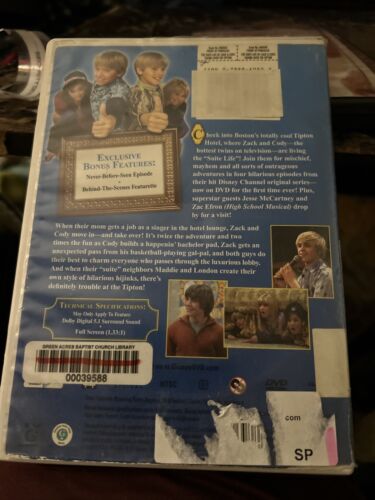 EXCLUSIVE
BONUS FEATURES:
Never-Before-Seen Episode
Behind-The-Scenes Featurette
Check into Boston's totally cool Tipton
Hotel, where Zack and Cody—the
hottest twins on television—are living
the "Suite Life"! Join them for mischief,
mayhem and all sorts of outrageous
adventures in four hilarious episodes from
their hit Disney Channel original series—
now on DVD for the first time ever! Plus,
superstar guests Jesse McCartney and
Zac Efron (High School Musical) drop
by for a visit!
When their mom gets a job as a singer in the hotel lounge, Zack and
Cody move in—and take over! It's twice the adventure and two
times the fun as Cody builds a happenin' bachelor pad, Zack gets an
unexpected pass from his basketball-playing gal-pal, and both guys do
their best to charm everyone who passes through the luxurious lobby.
And when their "suite" neighbors Maddie and London create their
own style of hilarious hijinks, there's
definitely trouble at the Tipton!
TECHNICAL SPECIFICATIONS:
May Only Apply To Feature
Dolby Digital 5.1 Surround Sound
Full Screen (1.33:1)
GREEN ACRES BAPTIST CHURCH LIBRARY
00039588
NTSC
DVD
com
SP